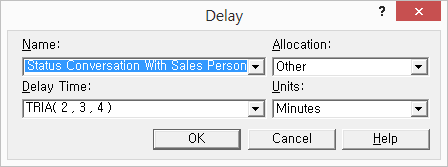 Delay
?
Name:
Allocation:
Status Conversation With Sales Person
Other
Delay Time:
Units:
TRIA( 2 , 3 , 4 )
Minutes
OK
Cancel
Help